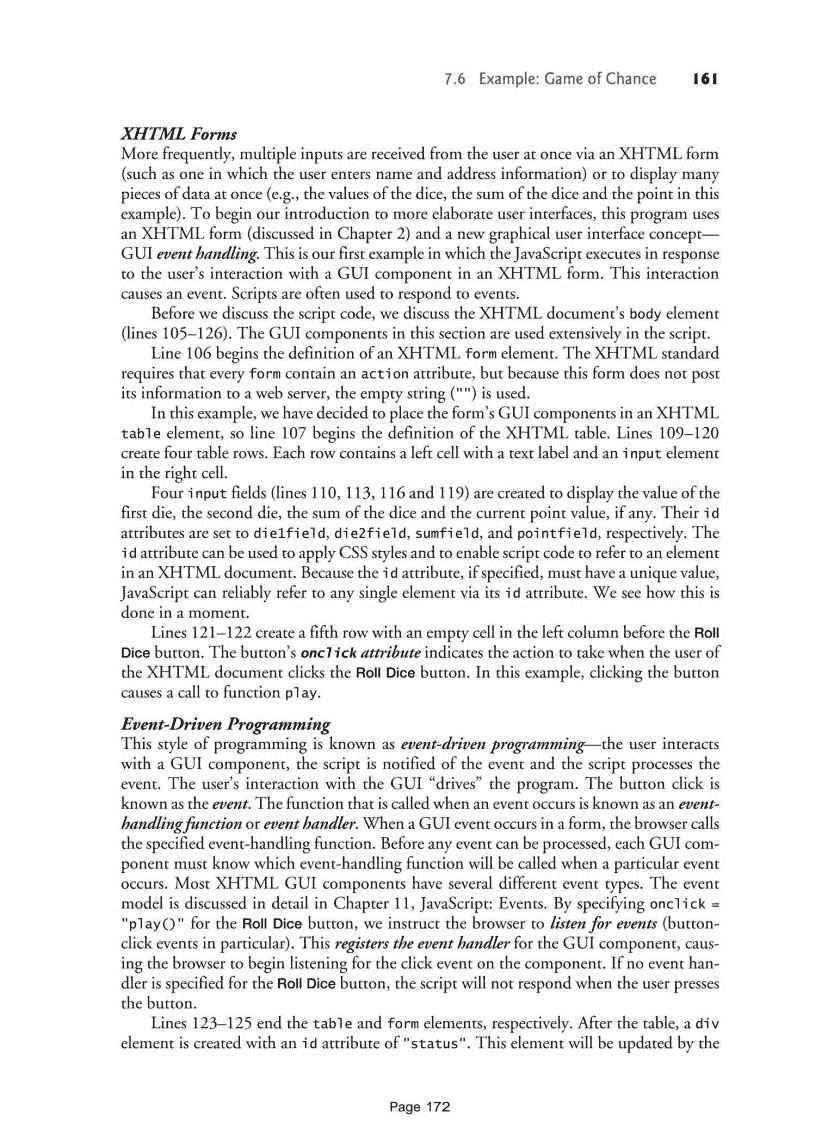 7.6 Example: Game of Chance 161
XHTML Forms
More frequently, multiple inputs are received from the user at once via an XHTML form
(such as one in which the user enters name and address information) or to display many
pieces of data at once (e.g., the values of the dice, the sum of the dice and the point in this
example). To begin our introduction to more elaborate user interfaces, this program uses
an XHTML form (discussed in Chapter 2) and a new graphical user interface concept—
GUI event handling. This is our first example in which the JavaScript executes in response
to the user's interaction with a GUI component in an XHTML form. This interaction
causes an event. Scripts are often used to respond to events.
Before we discuss the script code, we discuss the XHTML document's body element
(lines 105–126). The GUI components in this section are used extensively in the script.
Line 106 begins the definition of an XHTML form element. The XHTML standard
requires that every form contain an action attribute, but because this form does not post
its information to a web server, the empty string ("") is used.
In this example, we have decided to place the form's GUI components in an XHTML
table element, so line 107 begins the definition of the XHTML table. Lines 109–120
create four table rows. Each row contains a left cell with a text label and an input element
in the right cell.
Four input fields (lines 110, 113, 116 and 119) are created to display the value of the
first die, the second die, the sum of the dice and the current point value, if any. Their id
attributes are set to die1field, die2field, sumfield, and pointfield, respectively. The
id attribute can be used to apply CSS styles and to enable script code to refer to an element
in an XHTML document. Because the id attribute, if specified, must have a unique value,
JavaScript can reliably refer to any single element via its id attribute. We see how this is
done in a moment.
Lines 121–122 create a fifth row with an empty cell in the left column before the Roll
Dice button. The button's onclick attribute indicates the action to take when the user of
the XHTML document clicks the Roll Dice button. In this example, clicking the button
causes a call to function play.
Event-Driven Programming
This style of programming is known as event-driven programming—the user interacts
with a GUI component, the script is notified of the event and the script processes the
event. The user's interaction with the GUI “drives” the program. The button click is
known as the event. The function that is called when an event occurs is known as an event-
handling function or event handler. When a GUI event occurs in a form, the browser calls
the specified event-handling function. Before any event can be processed, each GUI com-
ponent must know which event-handling function will be called when a particular event
occurs. Most XHTML GUI components have several different event types. The event
model is discussed in detail in Chapter 11, JavaScript: Events. By specifying onclick =
"play()" for the Roll Dice button, we instruct the browser to listen for events (button-
click events in particular). This registers the event handler for the GUI component, caus-
ing the browser to begin listening for the click event on the component. If no event han-
dler is specified for the Roll Dice button, the script will not respond when the user presses
the button.
Lines 123–125 end the table and form elements, respectively. After the table, a div
element is created with an id attribute of "status". This element will be updated by the
Page 172